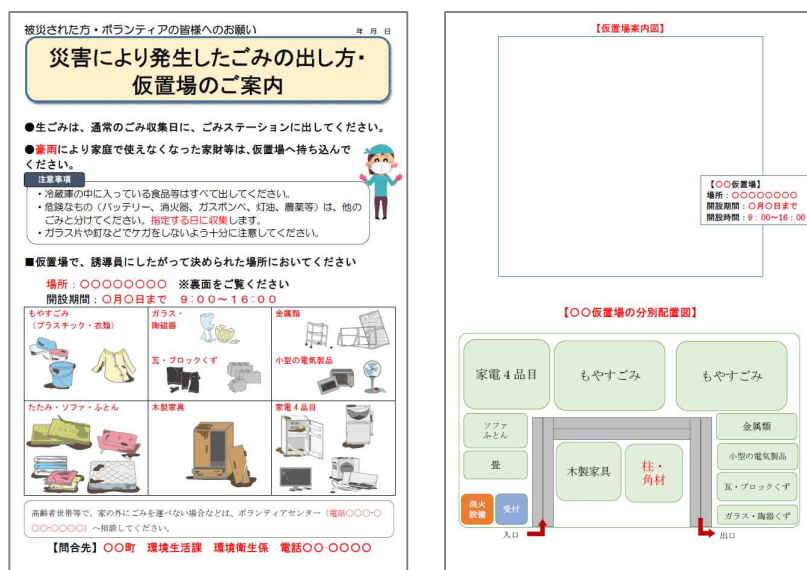 被災された方・ボランティアの皆様へのお願い
年 月 日
災害により発生したごみの出し方・
仮置場のご案内
●生ごみは、通常のごみ収集日に、ごみステーションに出してください。
●豪雨により家庭で使えなくなった家財等は、仮置場へ持ち込んで
ください。
注意事項
・冷蔵庫の中に入っている食品等はすべて出してください。
・危険なもの（バッテリー、消火器、ガスボンベ、灯油、農薬等）は、他の
ごみと分けてください。指定する日に収集します。
・ガラス片や釘などでケガをしないよう十分に注意してください。
■仮置場で、誘導員にしたがって決められた場所においてください
場所：〇〇〇〇〇〇〇〇 ※裏面をご覧ください
開設期間：〇月〇日まで ９：００〜１６：００
もやすごみ
（プラスチック・衣類）
ガラス・
陶磁器
瓦・ブロックくず
金属類
小型の電気製品
たたみ・ソファ・ふとん
木製家具
家電４品目
高齢者世帯等で、家の外にごみを運べない場合などは、ボランティアセンター（電話〇〇〇-〇
〇〇-〇〇〇〇）へ相談してください。
【問合先】〇〇町 環境生活課 環境衛生係 電話〇〇-〇〇〇〇
【仮置場案内図】
【〇〇仮置場】
場所：〇〇〇〇〇〇〇〇
開設期間：〇月〇日まで
開設時間：９：００〜１６：００
【〇〇仮置場の分別配置図】
家電４品目
もやすごみ
もやすごみ
ソファ
ふとん
畳
木製家具
柱・
角材
金属類
小型の電気製品
瓦・ブロックくず
ガラス・陶器くず
消火
設備
受付
入口
出口